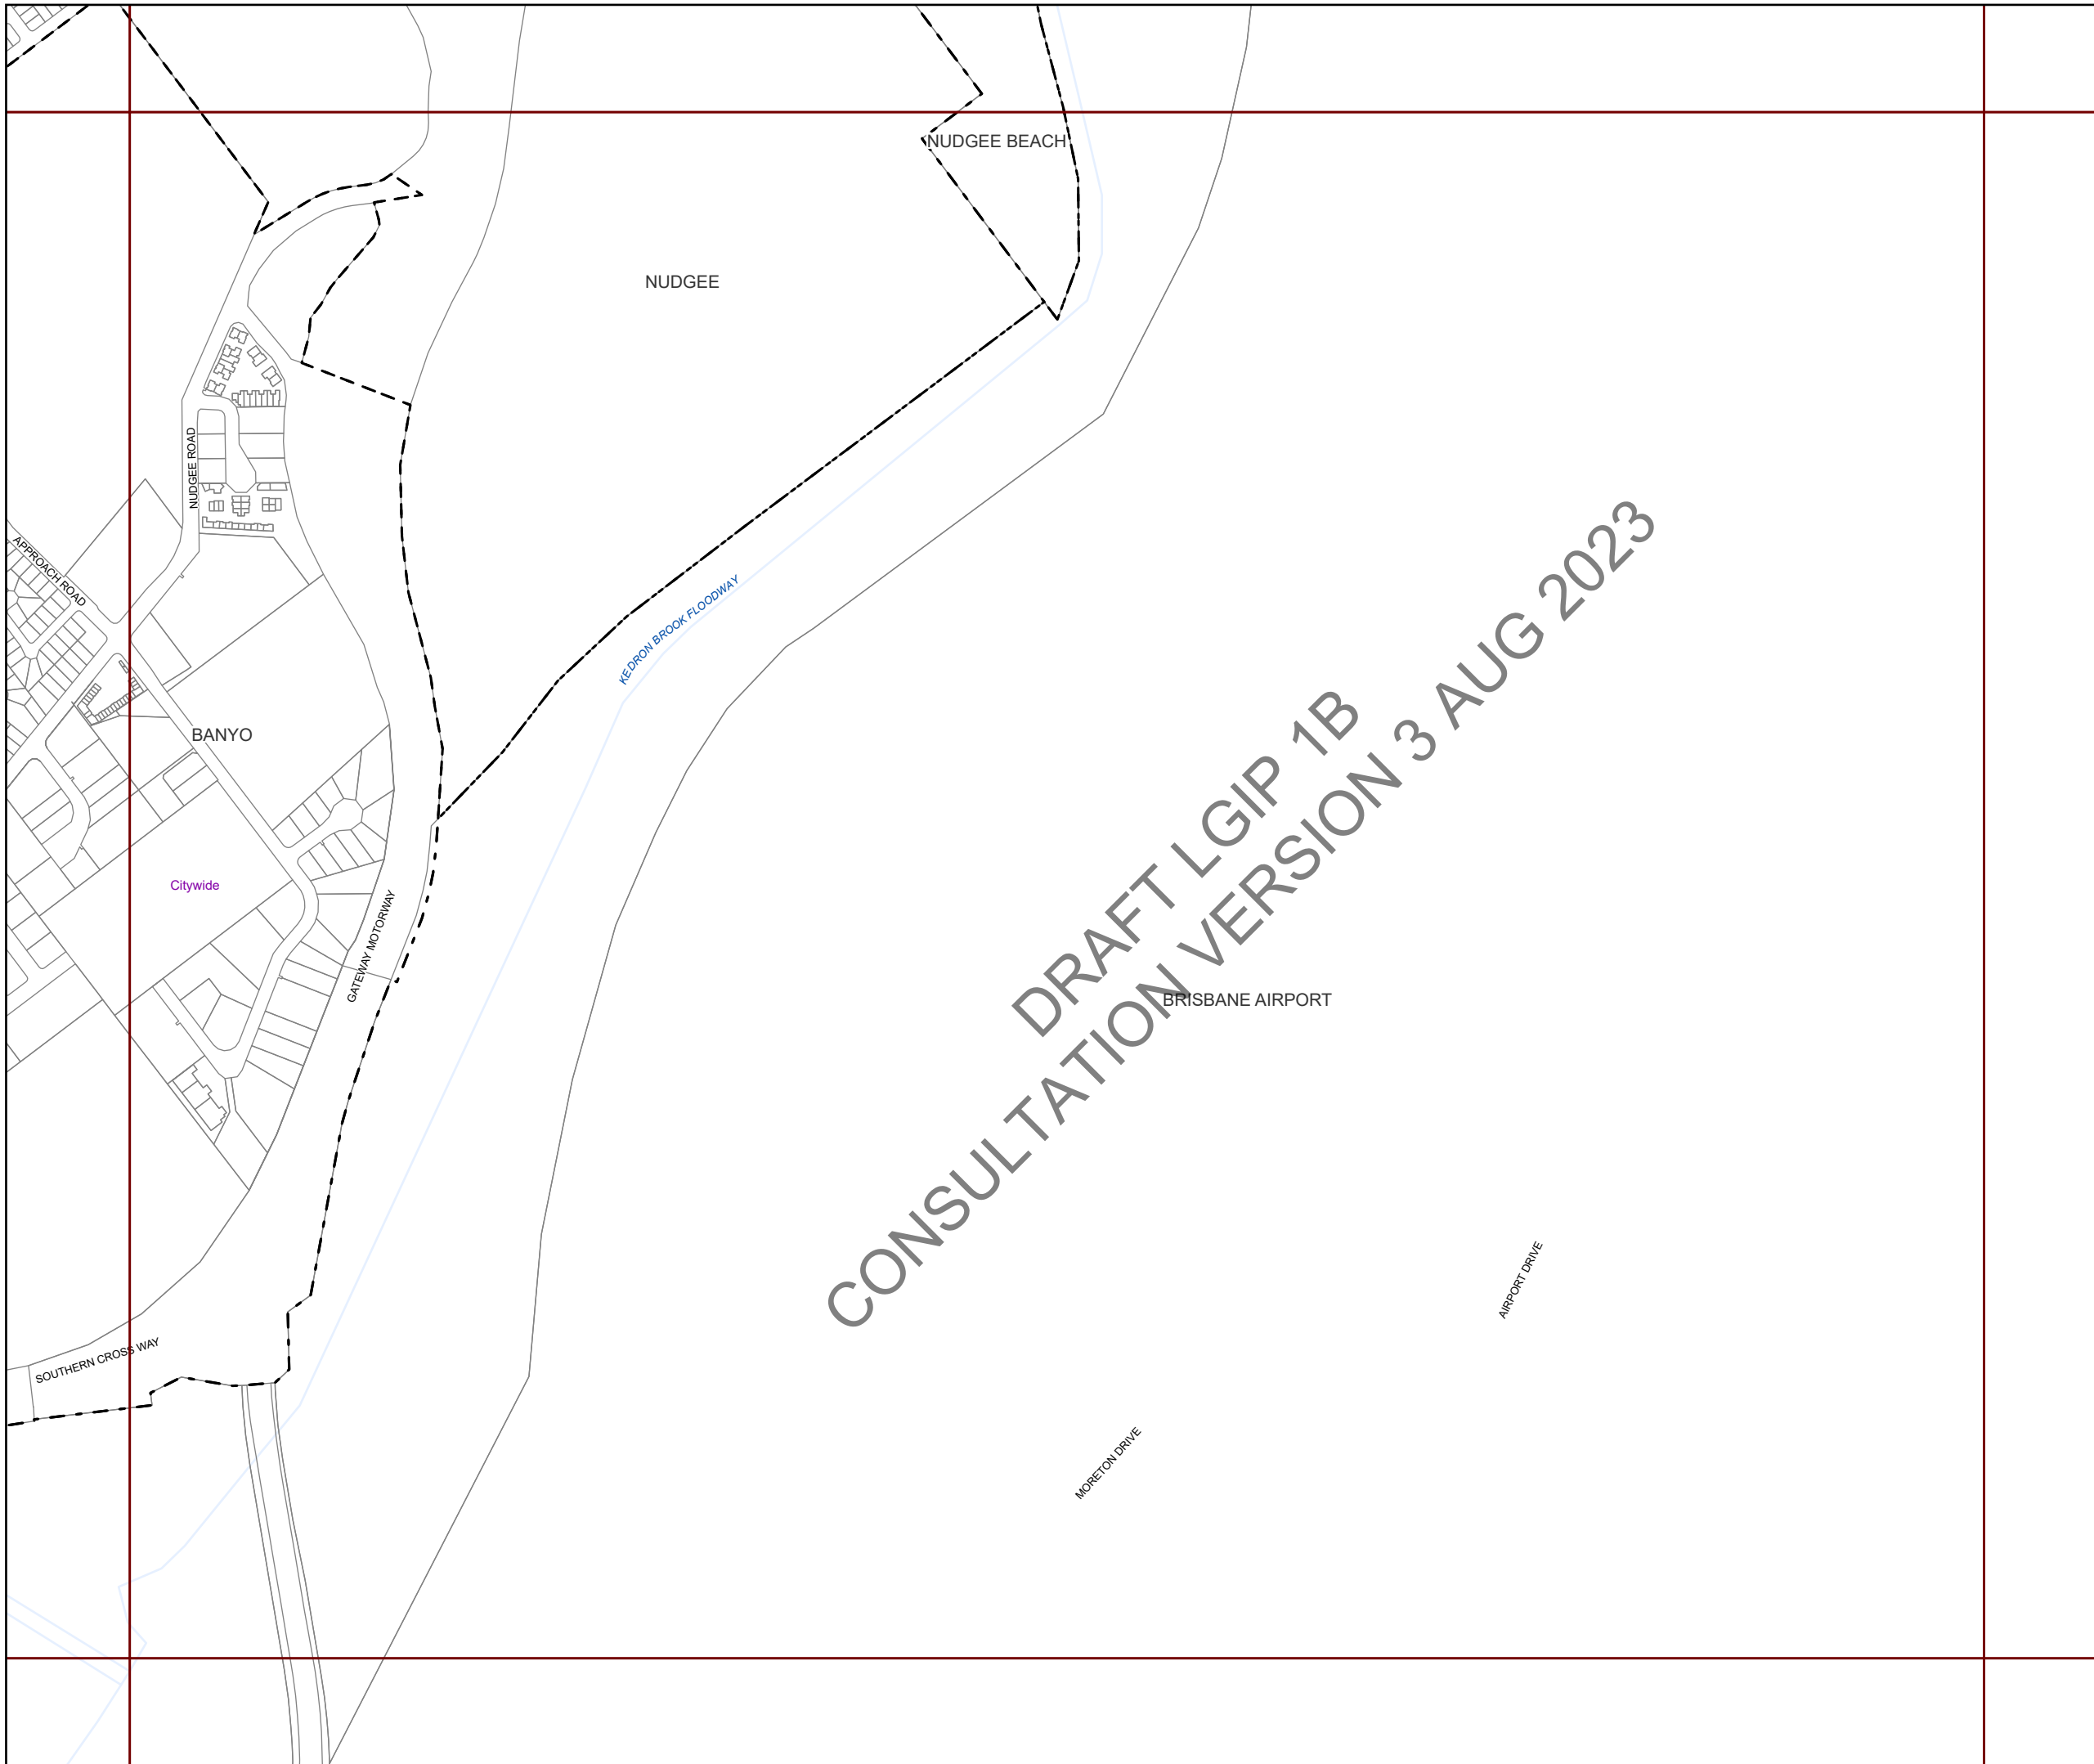 NUDGEE BEACH
NUDGEE
NUDGEE ROAD
APPROACH ROAD
KEDRON BROOK FLOODWAY
BANYO
Citywide
GATEWAY MOTORWAY
DRAFT LGIP 1B
CONSULTATION VERSION 3 AUG 2023
BRISBANE AIRPORT
AIRPORT DRIVE
SOUTHERN CROSS WAY
MORETON DRIVE